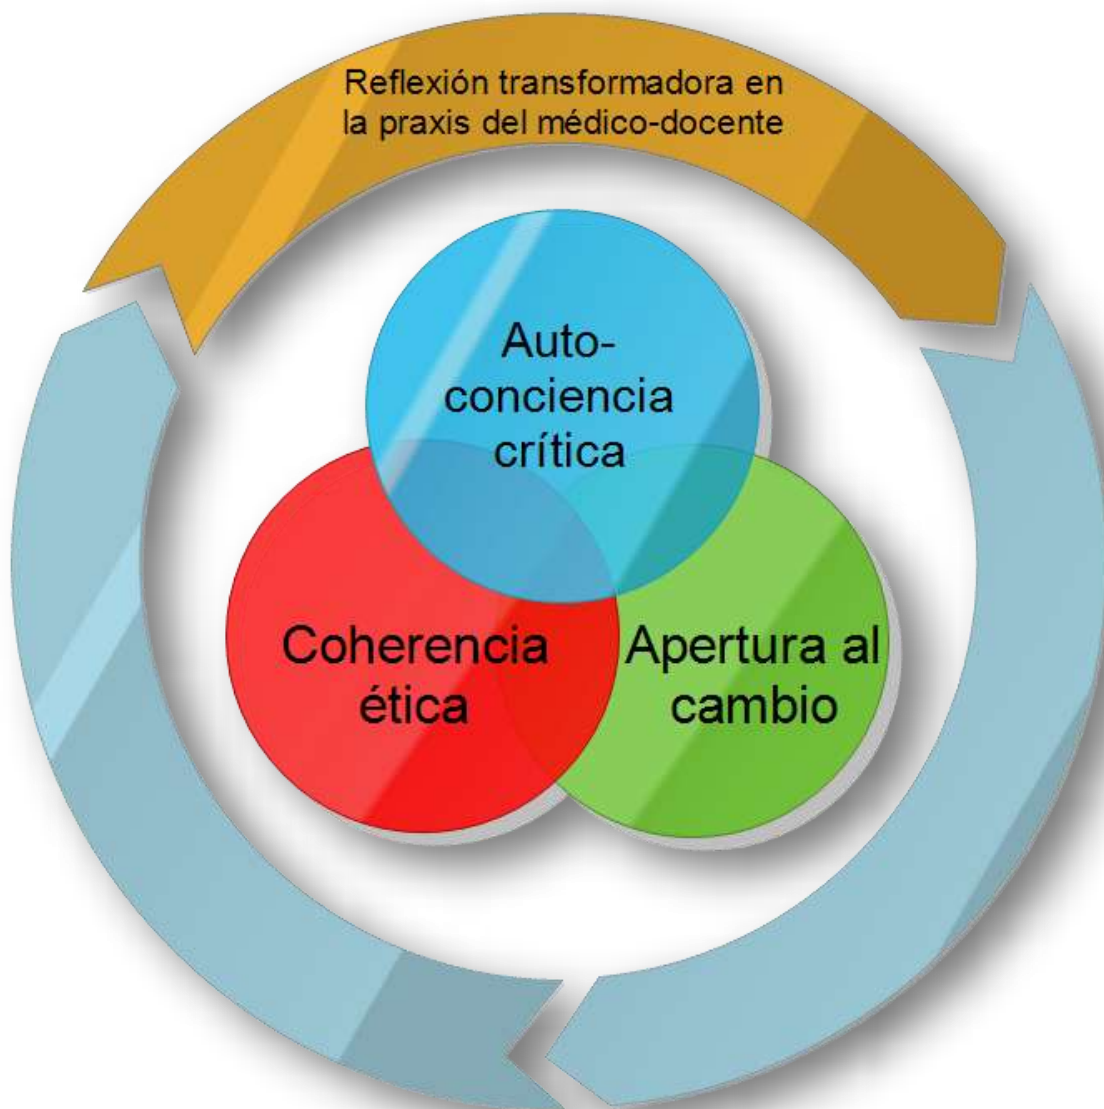 Reflexión transformadora en
la praxis del médico-docente
Auto-
conciencia
crítica
Coherencia
ética
Apertura al
cambio